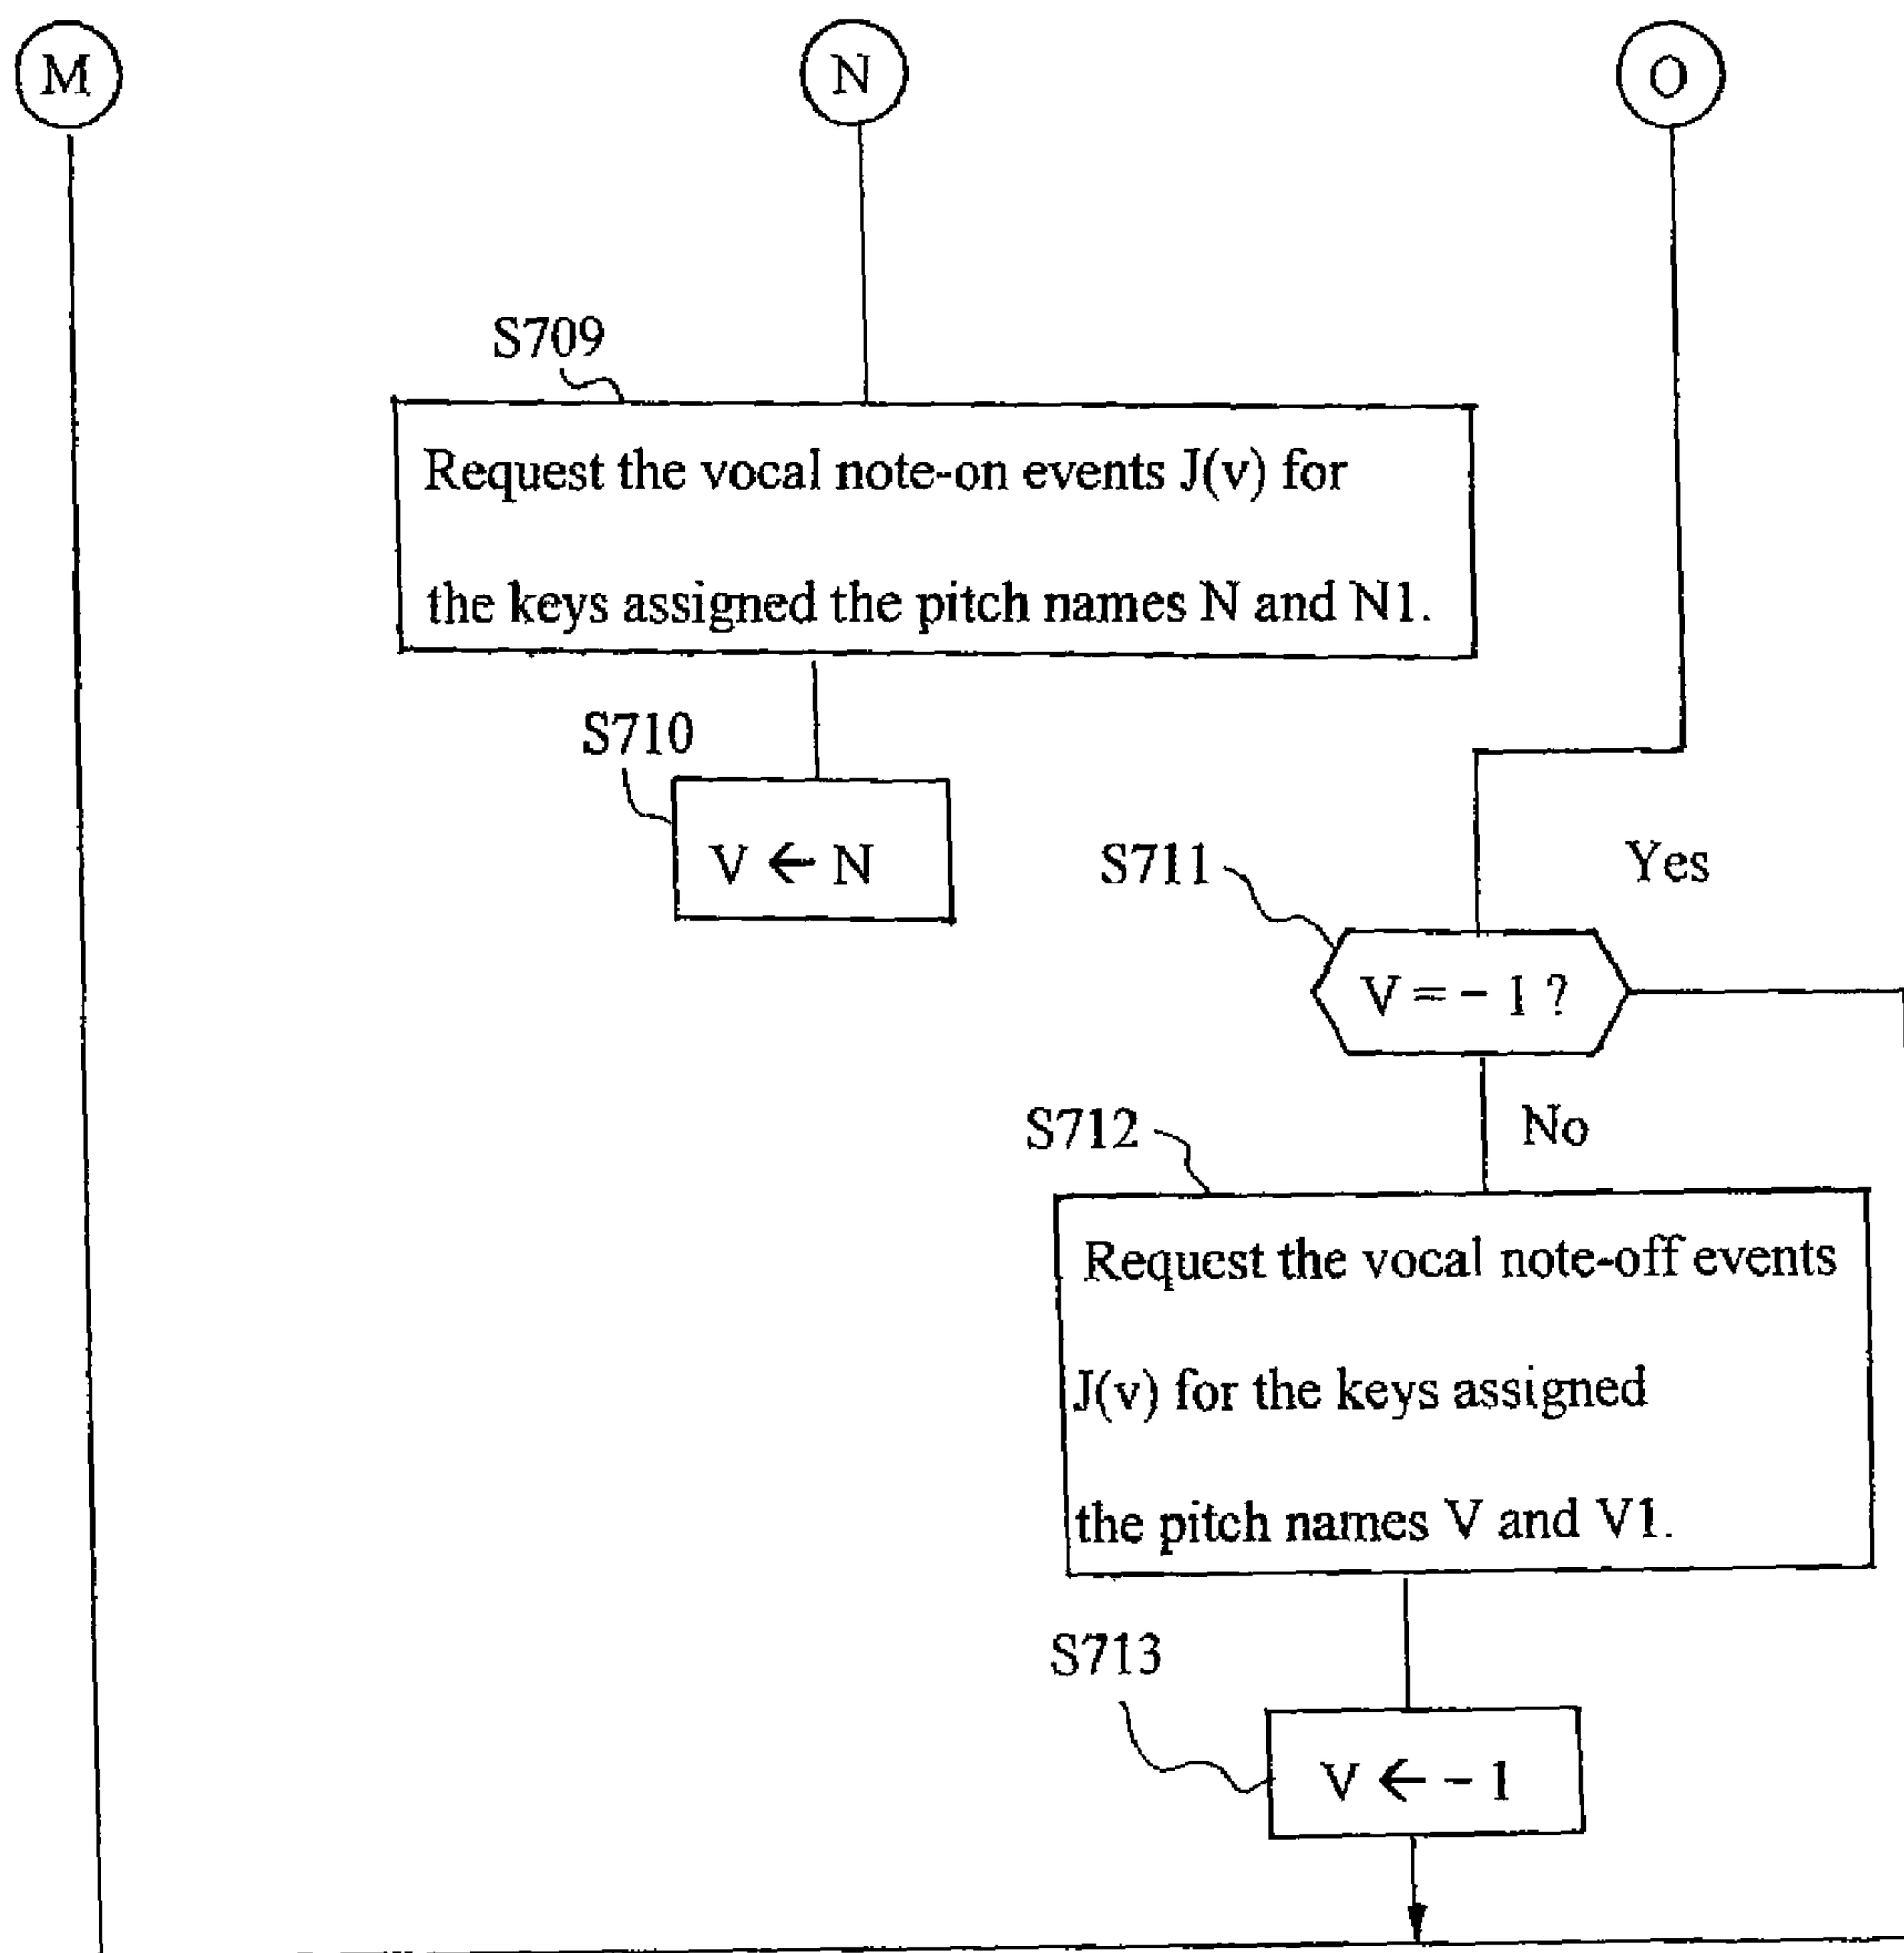 M
N
O
S709
Request the vocal note-on events J(v) for
the keys assigned the pitch names N and N1.
S710
V ← N
S711
Yes
V = - 1 ?
No
S712
Request the vocal note-off events
J(v) for the keys assigned
the pitch names V and V1.
S713
V ← - 1